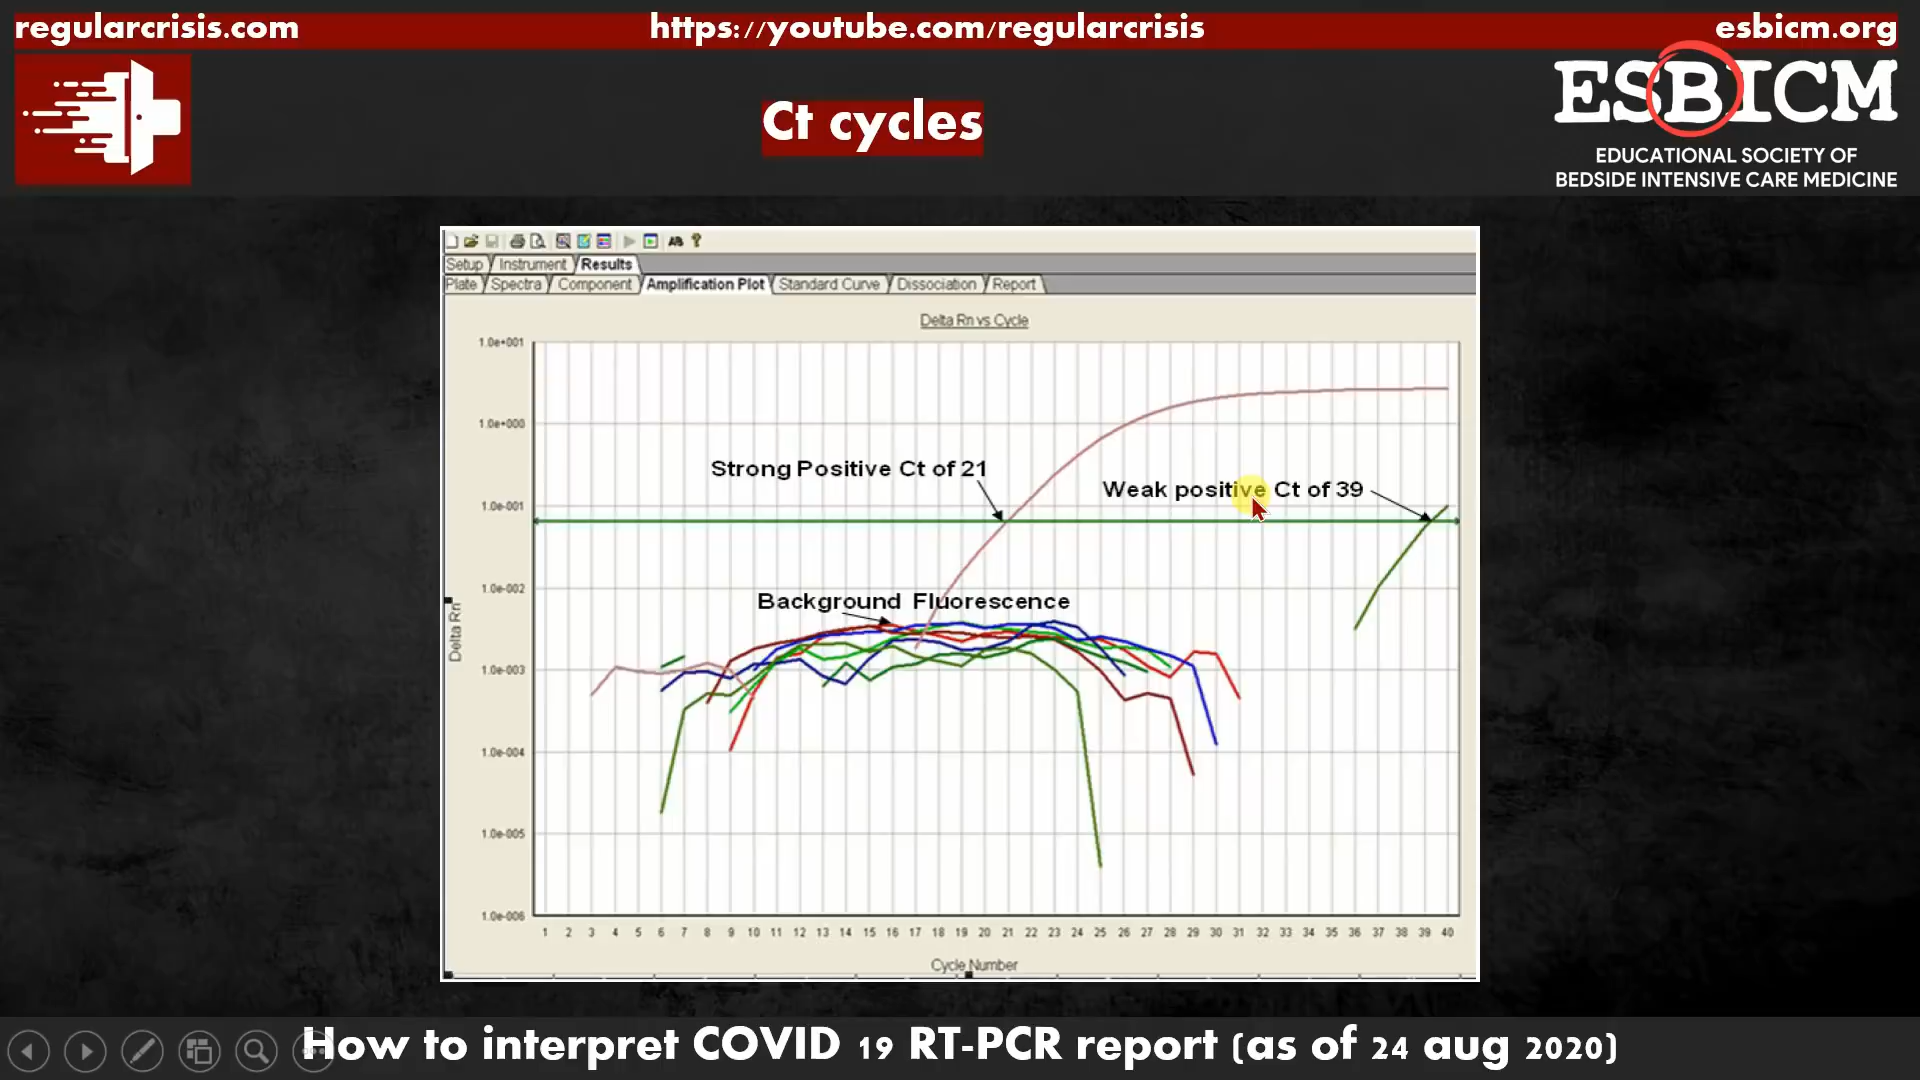 regularcrisis.com https://youtube.com/regularcrisis esbicm.org
Ct cycles
ESBICM
EDUCATIONAL SOCIETY OF
BEDSIDE INTENSIVE CARE MEDICINE
Setup Instrument Results
Plate Spectra Component Amplification Plot Standard Curve Dissociation Report
Delta Rn vs Cycle
1.0e+001
1.0e+000
Strong Positive Ct of 21
Weak positive Ct of 39
1.0e-001
1.0e-002
Background Fluorescence
Delta Rn
1.0e-003
1.0e-004
1.0e-005
1.0e-006
1 2 3 4 5 6 7 8 9 10 11 12 13 14 15 16 17 18 19 20 21 22 23 24 25 26 27 28 29 30 31 32 33 34 35 36 37 38 39 40
Cycle Number
How to interpret COVID 19 RT-PCR report (as of 24 aug 2020)